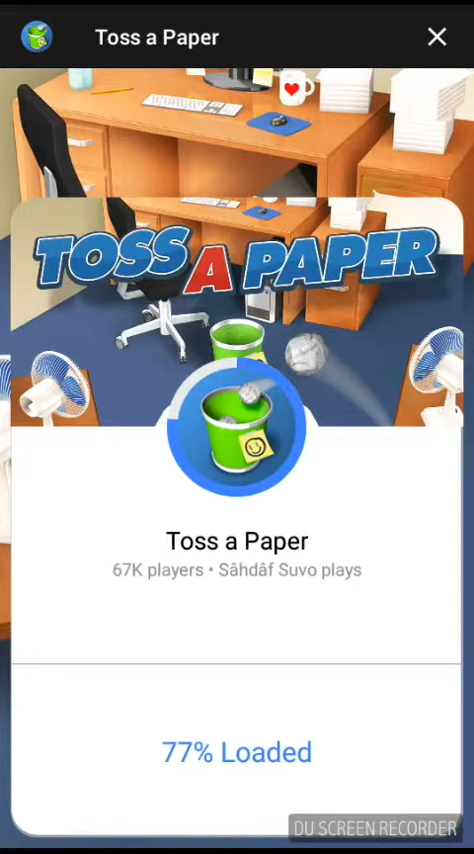 Toss a Paper
TOSS A PAPER
Toss a Paper
67K players • Sâhdâf Suvo plays
77% Loaded
DU SCREEN RECORDER